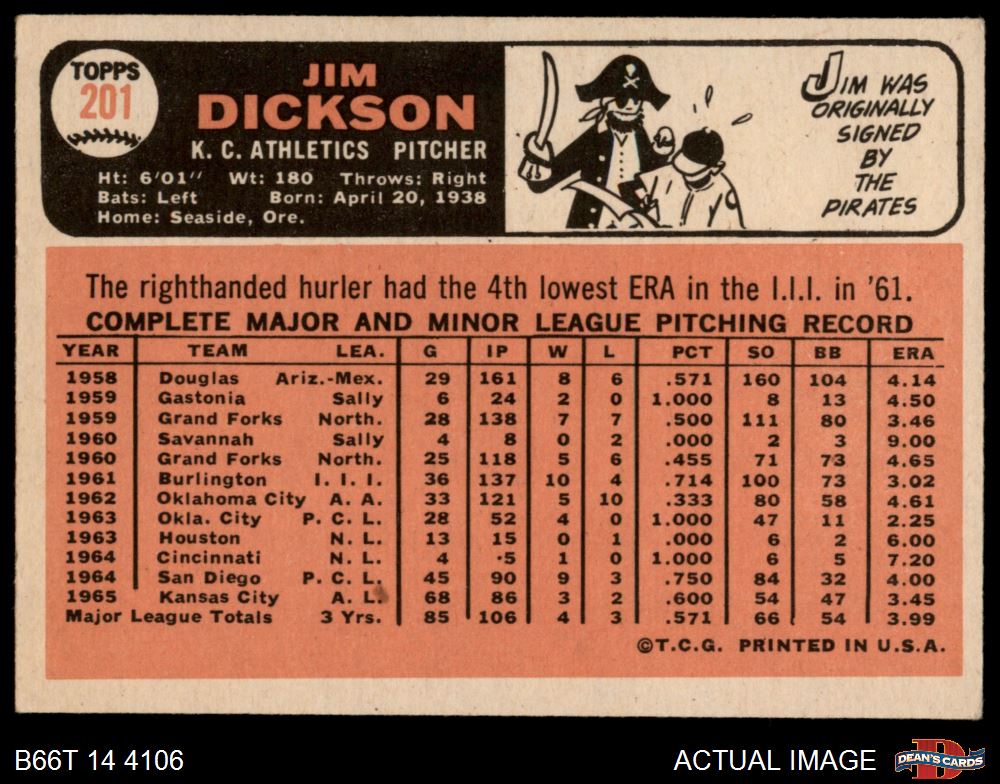 TOPPS
201
JIM
DICKSON
K. C. ATHLETICS PITCHER
Ht: 6'01" Wt: 180 Throws: Right
Bats: Left Born: April 20, 1938
Home: Seaside, Ore.
JIM WAS
ORIGINALLY
SIGNED
BY
THE
PIRATES
The righthanded hurler had the 4th lowest ERA in the I.I.I. in '61.
COMPLETE MAJOR AND MINOR LEAGUE PITCHING RECORD
YEAR TEAM LEA. G IP W L PCT SO BB ERA
1958 Douglas Ariz.-Mex. 29 161 8 6 .571 160 104 4.14
1959 Gastonia Sally 6 24 2 0 1.000 8 13 4.50
1959 Grand Forks North. 28 138 7 7 .500 111 80 3.46
1960 Savannah Sally 4 8 0 2 .000 2 3 9.00
1960 Grand Forks North. 25 118 5 6 .455 71 73 4.65
1961 Burlington I. I. I. 36 137 10 4 .714 100 73 3.02
1962 Oklahoma City A. A. 33 121 5 10 .333 80 58 4.61
1963 Okla. City P. C. L. 28 52 4 0 1.000 47 11 2.25
1963 Houston N. L. 13 15 0 1 .000 6 2 6.00
1964 Cincinnati N. L. 4 5 1 0 1.000 6 5 7.20
1964 San Diego P. C. L. 45 90 9 3 .750 84 32 4.00
1965 Kansas City A. L. 68 86 3 2 .600 54 47 3.45
Major League Totals 3 Yrs. 85 106 4 3 .571 66 54 3.99
©T.C.G. PRINTED IN U.S.A.
B66T 14 4106
ACTUAL IMAGE
DEAN'S CARDS